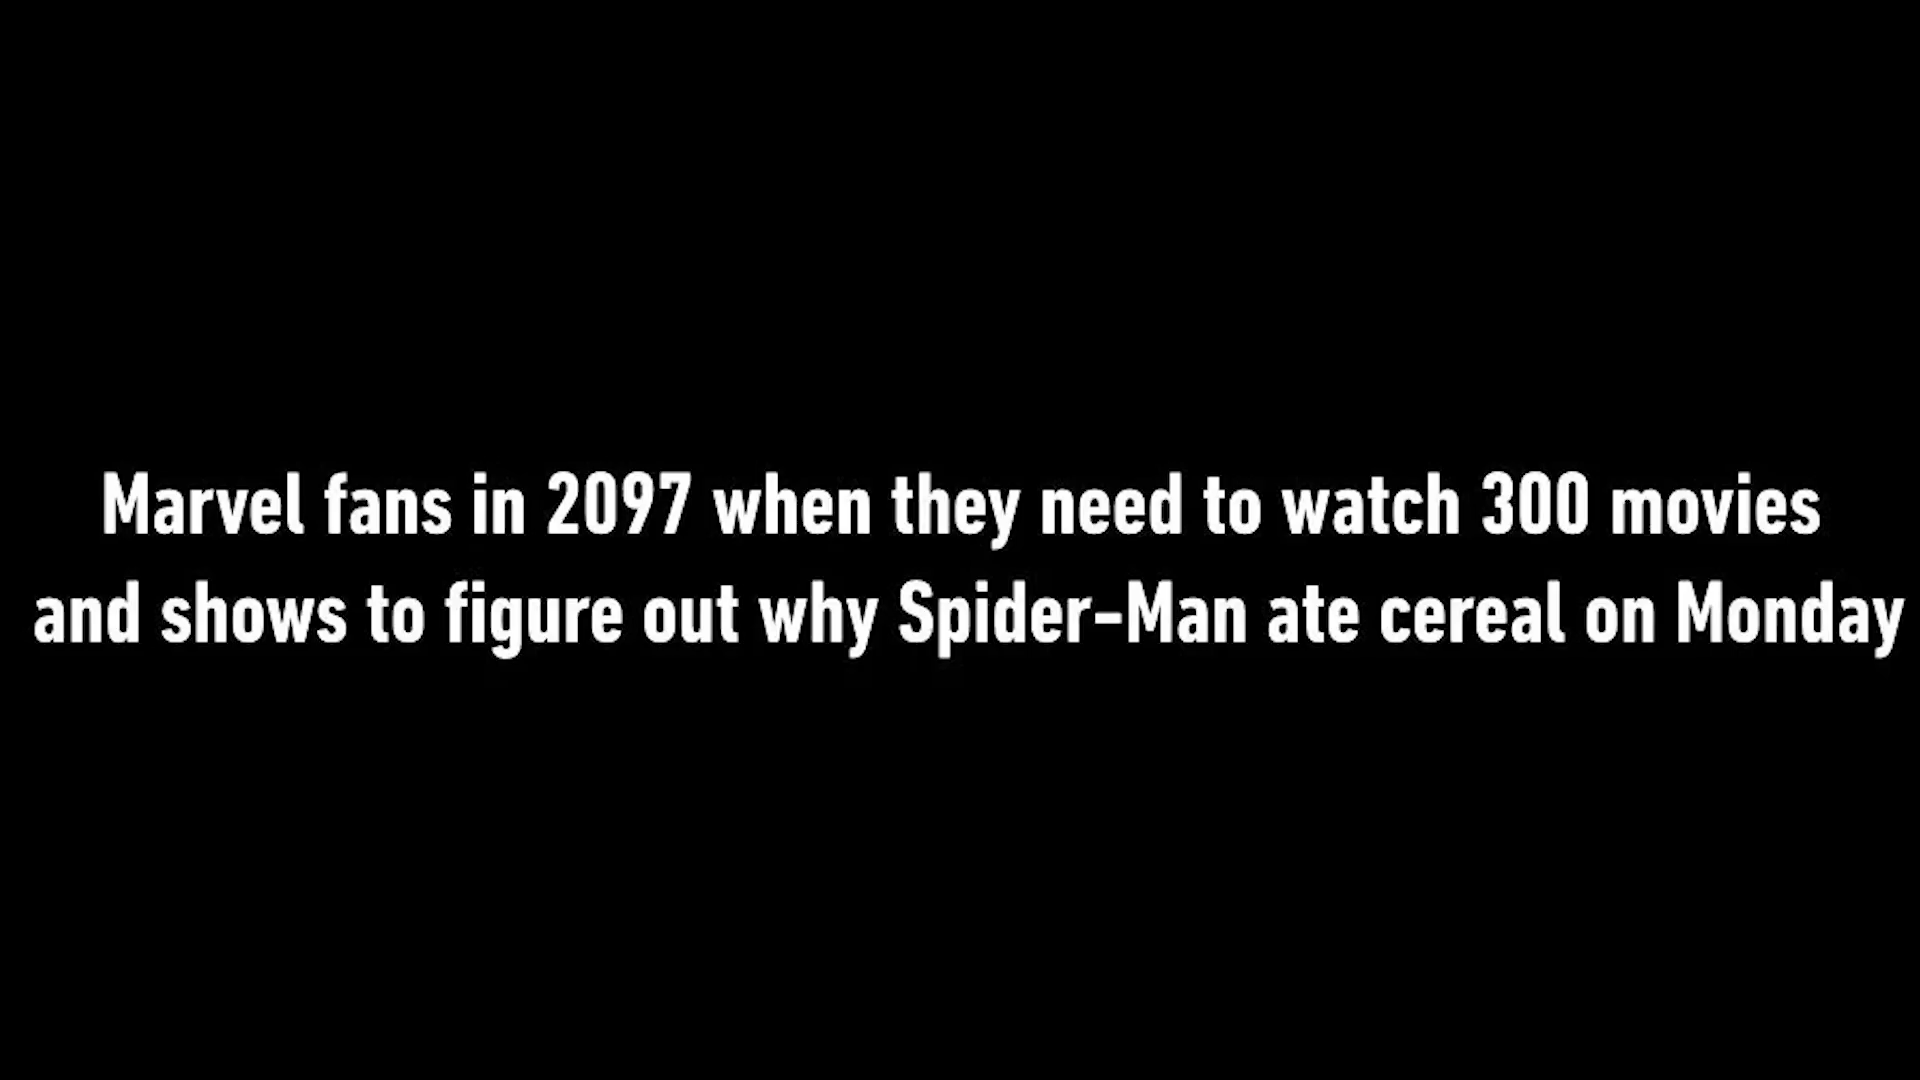 Marvel fans in 2097 when they need to watch 300 movies
and shows to figure out why Spider-Man ate cereal on Monday